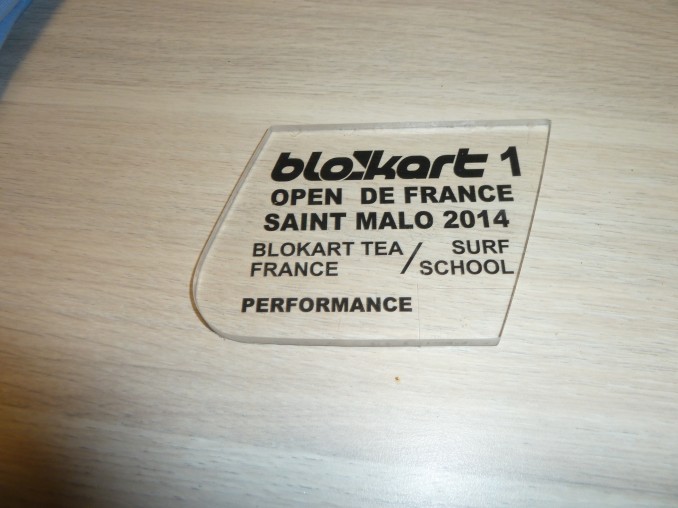 blokart 1
OPEN DE FRANCE
SAINT MALO 2014
BLOKART TEA / SURF
FRANCE SCHOOL
PERFORMANCE